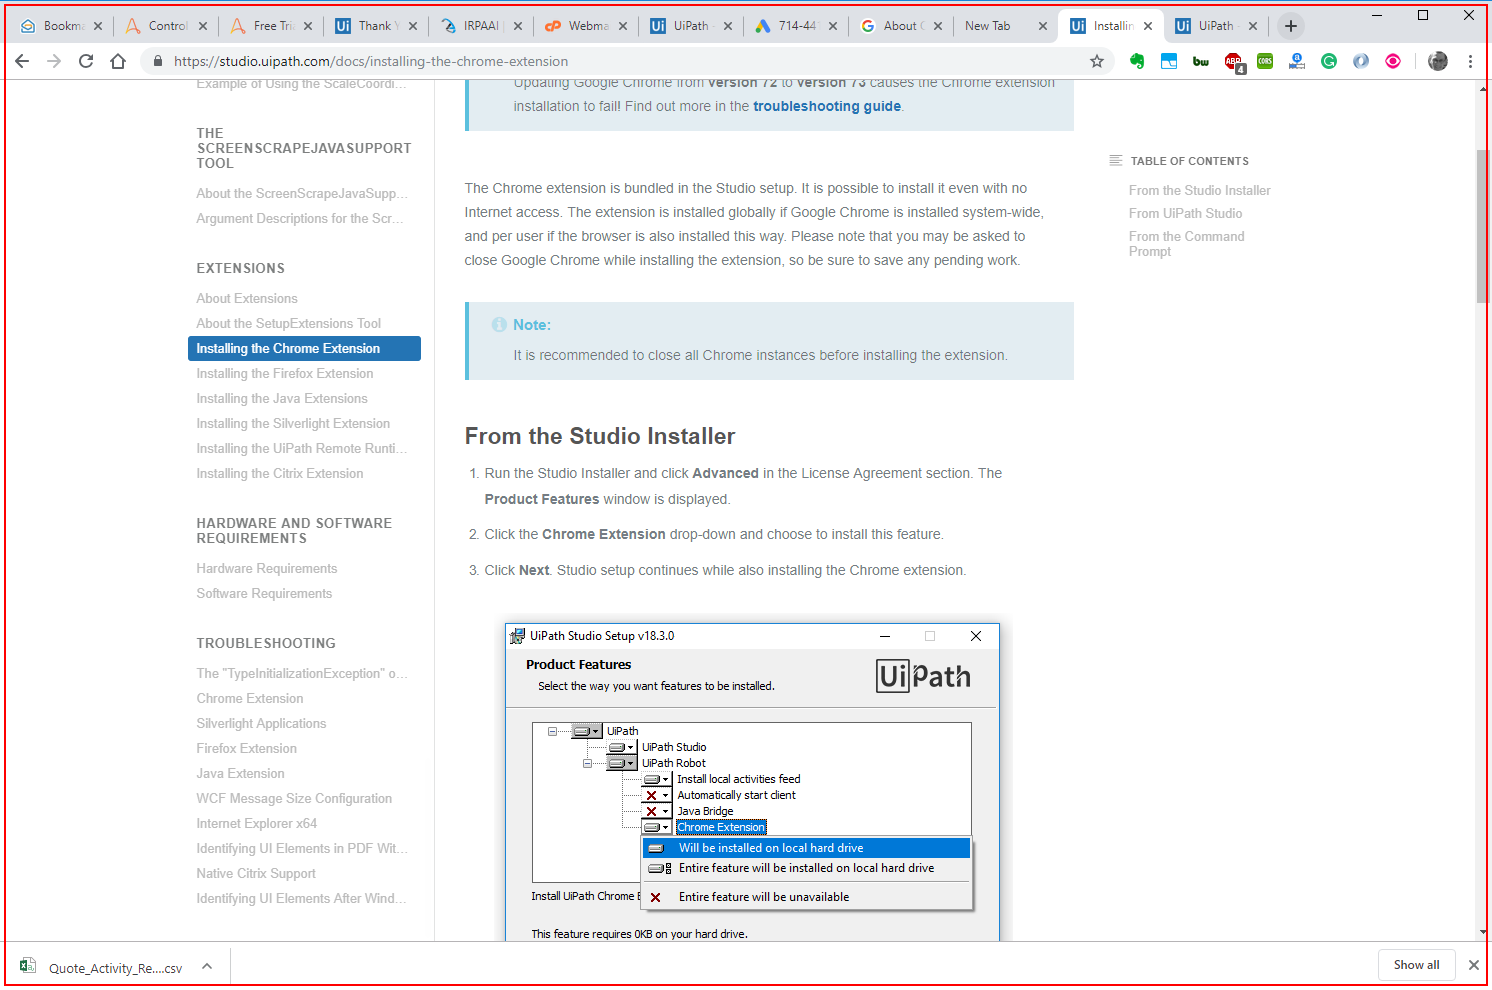 Bookma
Control
Free Tria
Thank Y
IRPAAI
Webma
UiPath
714-44
About G
New Tab
Installin
UiPath
https://studio.uipath.com/docs/installing-the-chrome-extension
ABP
4
CORS
bw
Example of Using the ScaleCoordi...
THE
SCREENSCRAPEJAVASUPPORT
TOOL
About the ScreenScrapeJavaSupp...
Argument Descriptions for the Scr...
EXTENSIONS
About Extensions
About the SetupExtensions Tool
Installing the Chrome Extension
Installing the Firefox Extension
Installing the Java Extensions
Installing the Silverlight Extension
Installing the UiPath Remote Runti...
Installing the Citrix Extension
HARDWARE AND SOFTWARE
REQUIREMENTS
Hardware Requirements
Software Requirements
TROUBLESHOOTING
The "TypeInitializationException" o...
Chrome Extension
Silverlight Applications
Firefox Extension
Java Extension
WCF Message Size Configuration
Internet Explorer x64
Identifying UI Elements in PDF Wit...
Native Citrix Support
Identifying UI Elements After Wind...
Updating Google Chrome from version 72 to version 73 causes the Chrome extension
installation to fail! Find out more in the troubleshooting guide.
The Chrome extension is bundled in the Studio setup. It is possible to install it even with no
Internet access. The extension is installed globally if Google Chrome is installed system-wide,
and per user if the browser is also installed this way. Please note that you may be asked to
close Google Chrome while installing the extension, so be sure to save any pending work.
Note:
It is recommended to close all Chrome instances before installing the extension.
From the Studio Installer
1. Run the Studio Installer and click Advanced in the License Agreement section. The
Product Features window is displayed.
2. Click the Chrome Extension drop-down and choose to install this feature.
3. Click Next. Studio setup continues while also installing the Chrome extension.
UiPath Studio Setup v18.3.0
Product Features
Select the way you want features to be installed.
UiPath
UiPath
UiPath Studio
UiPath Robot
Install local activities feed
Automatically start client
Java Bridge
Chrome Extension
Will be installed on local hard drive
Entire feature will be installed on local hard drive
Entire feature will be unavailable
Install UiPath Chrome E
This feature requires 0KB on your hard drive.
TABLE OF CONTENTS
From the Studio Installer
From UiPath Studio
From the Command
Prompt
Quote_Activity_Re....csv
Show all